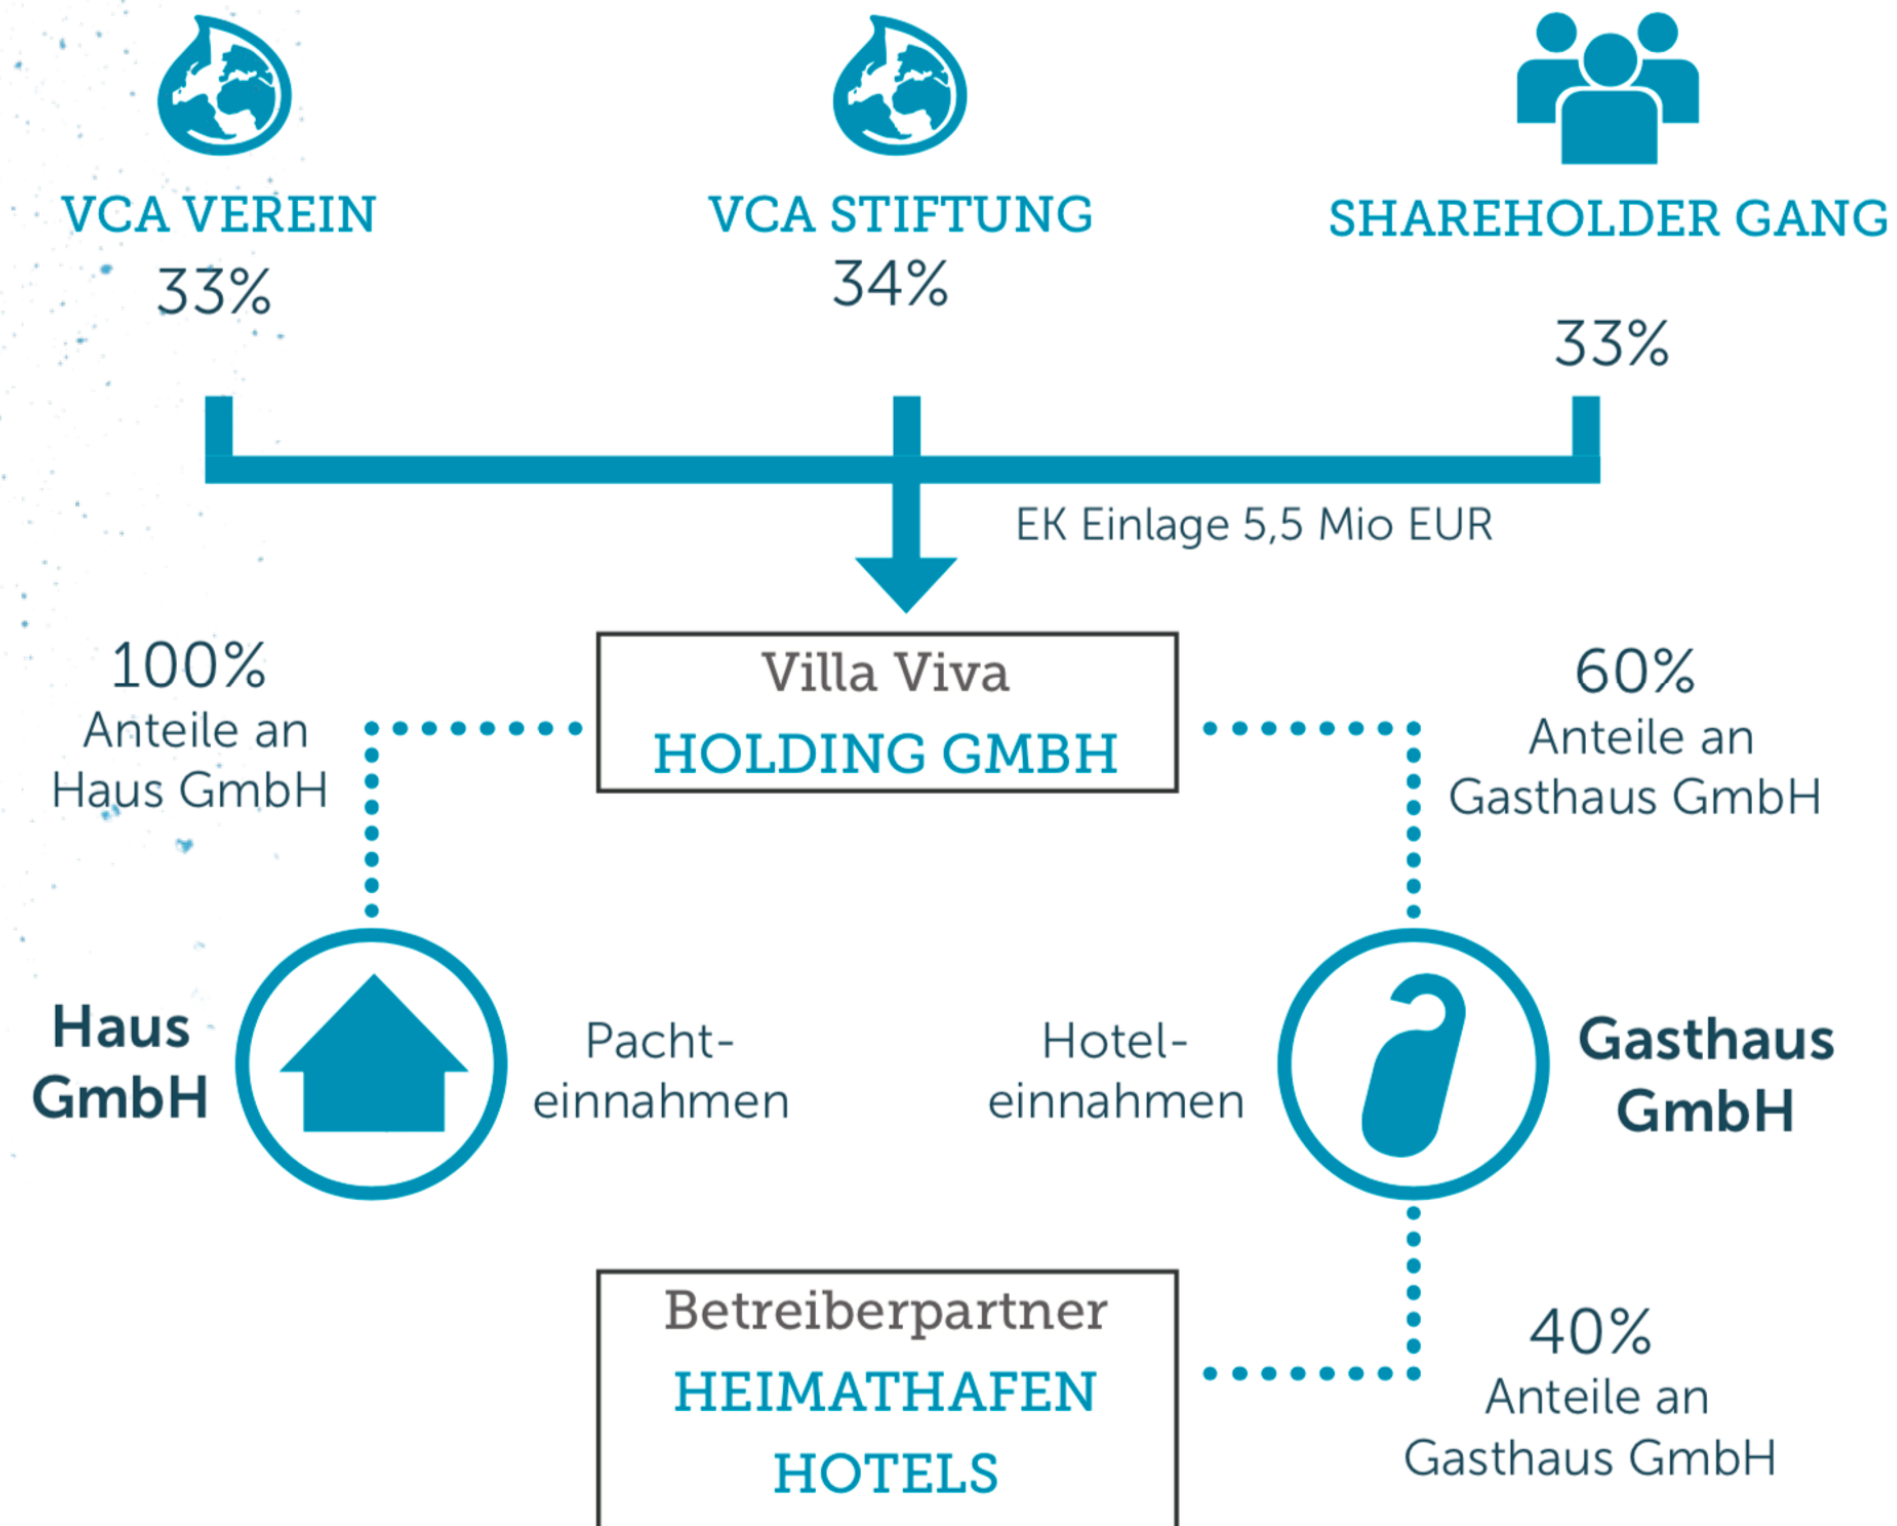 VCA VEREIN
33%
VCA STIFTUNG
34%
SHAREHOLDER GANG
33%
EK Einlage 5,5 Mio EUR
100%
Anteile an
Haus GmbH
Villa Viva
HOLDING GMBH
60%
Anteile an
Gasthaus GmbH
Haus
GmbH
Pacht-
einnahmen
Hotel-
einnahmen
Gasthaus
GmbH
Betreiberpartner
HEIMATHAFEN
HOTELS
40%
Anteile an
Gasthaus GmbH